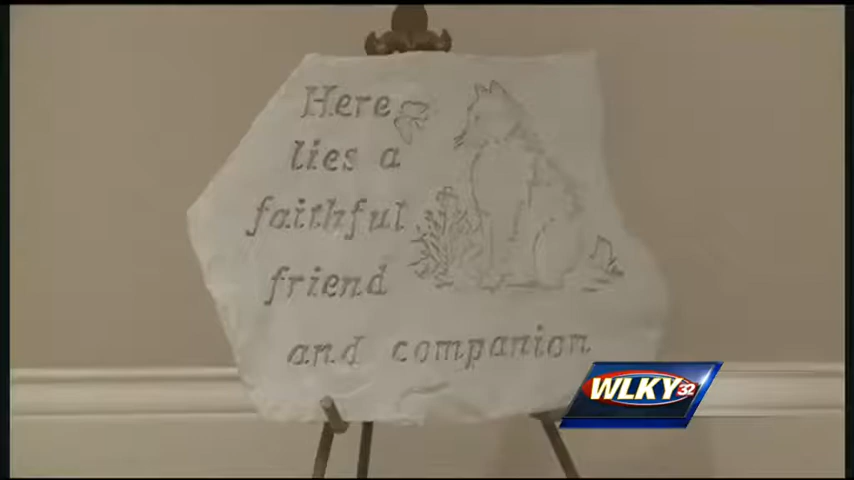 Here
lies a
faithful
friend
and companion
WLKY 32